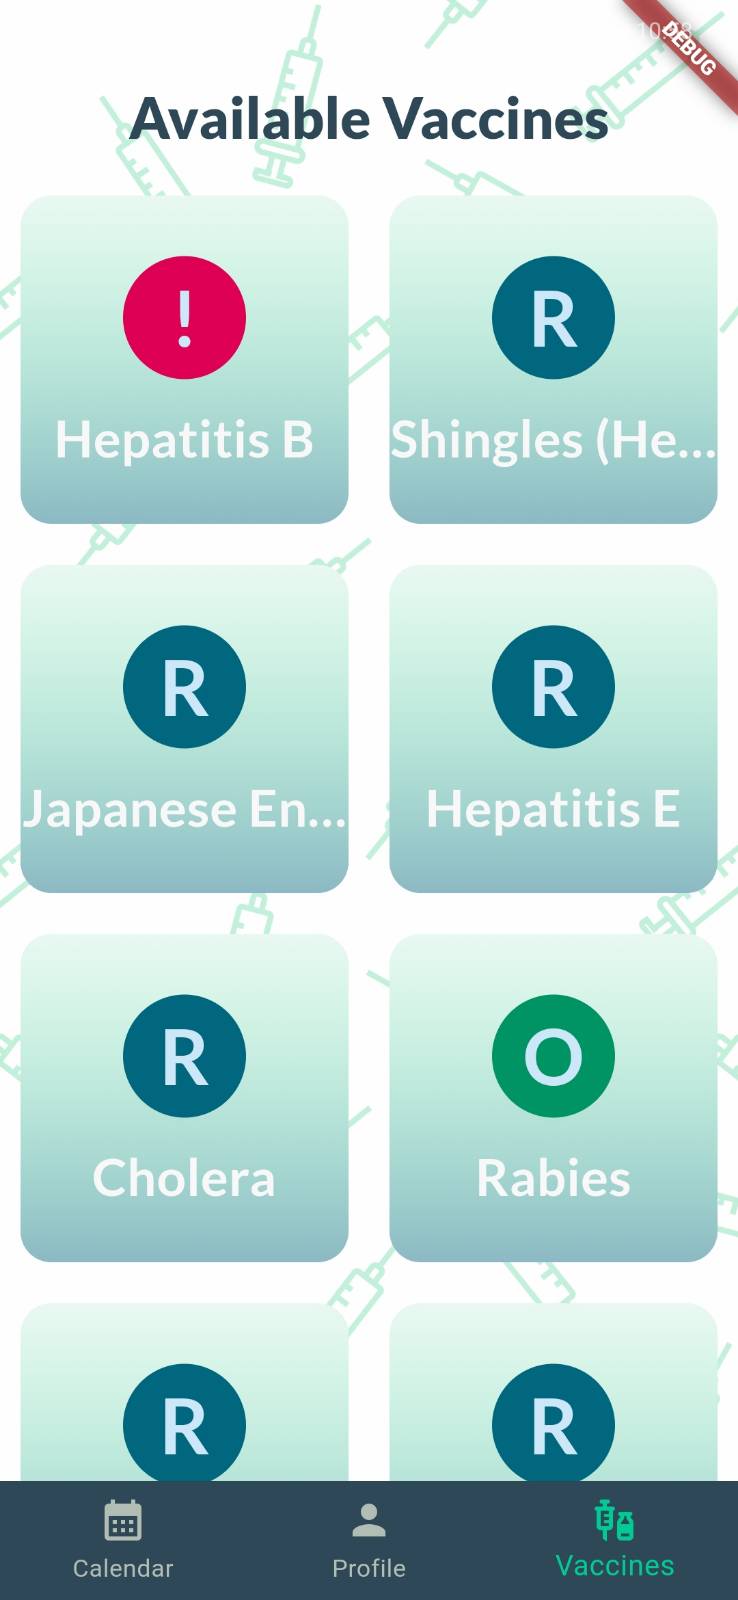 DEBUG
Available Vaccines
!
Hepatitis B
R
Shingles (He...
R
Japanese En...
R
Hepatitis E
R
Cholera
O
Rabies
R
R
Calendar
Profile
Vaccines